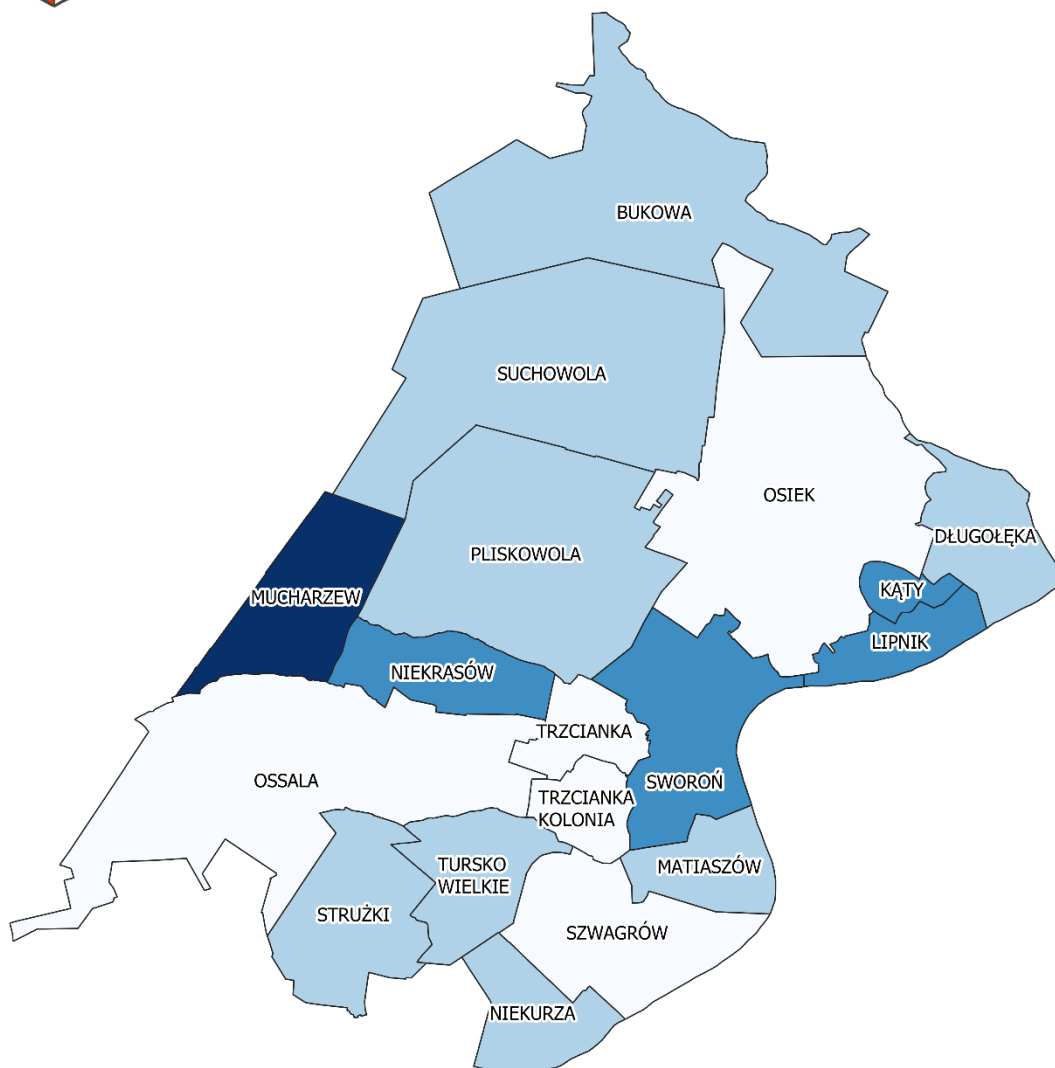 BUKOWA
SUCHOWOLA
OSIEK
DŁUGOŁĘKA
PLISKOWOLA
KĄTY
MUCHARZEW
LIPNIK
NIEKRASÓW
TRZCIANKA
OSSALA
SWOROŃ
TRZCIANKA
KOLONIA
MATIASZÓW
TURSKO
WIELKIE
STRUŻKI
SZWAGRÓW
NIEKURZA